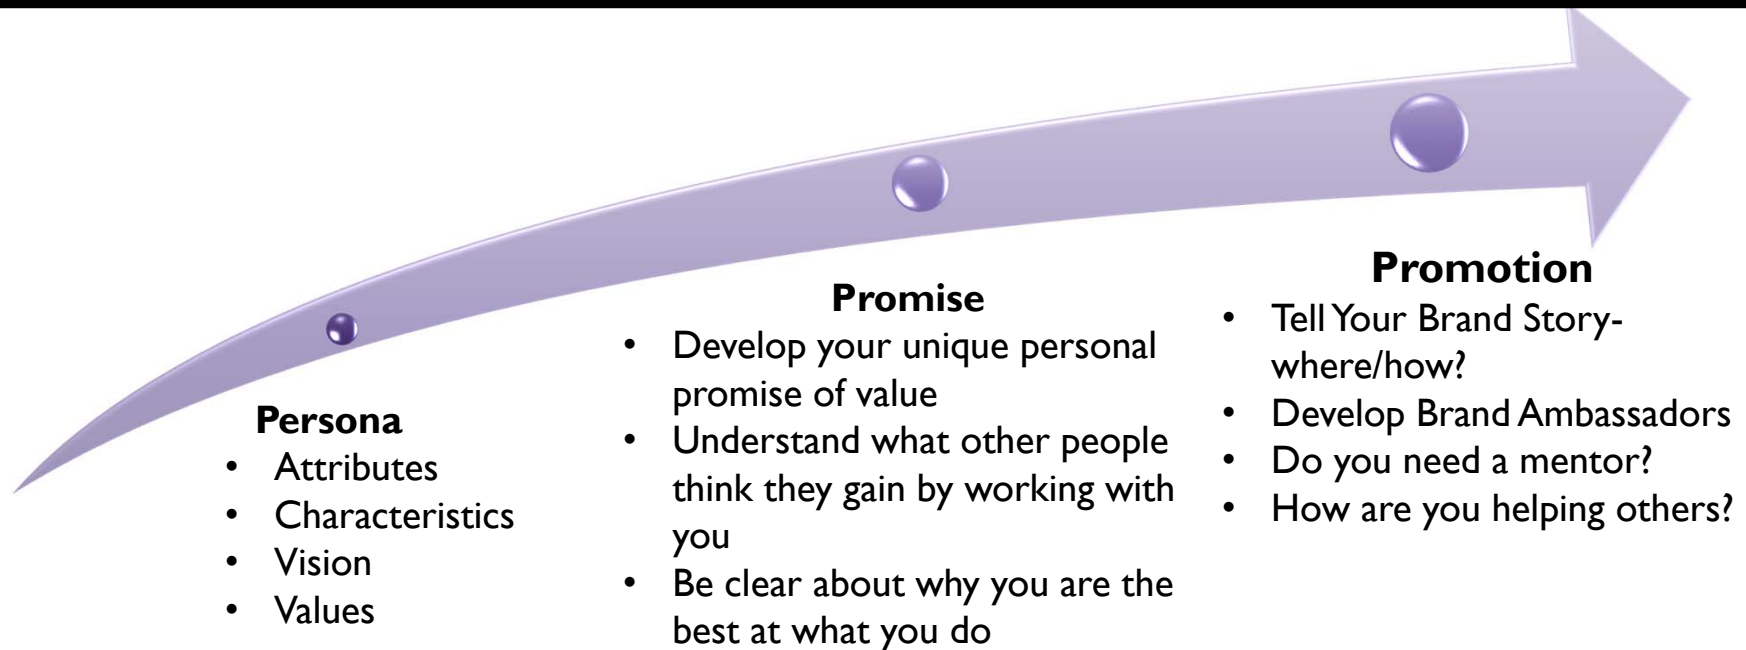 Persona
• Attributes
• Characteristics
• Vision
• Values
Promise
• Develop your unique personal
promise of value
• Understand what other people
think they gain by working with
you
• Be clear about why you are the
best at what you do
Promotion
• Tell Your Brand Story-
where/how?
• Develop Brand Ambassadors
• Do you need a mentor?
• How are you helping others?